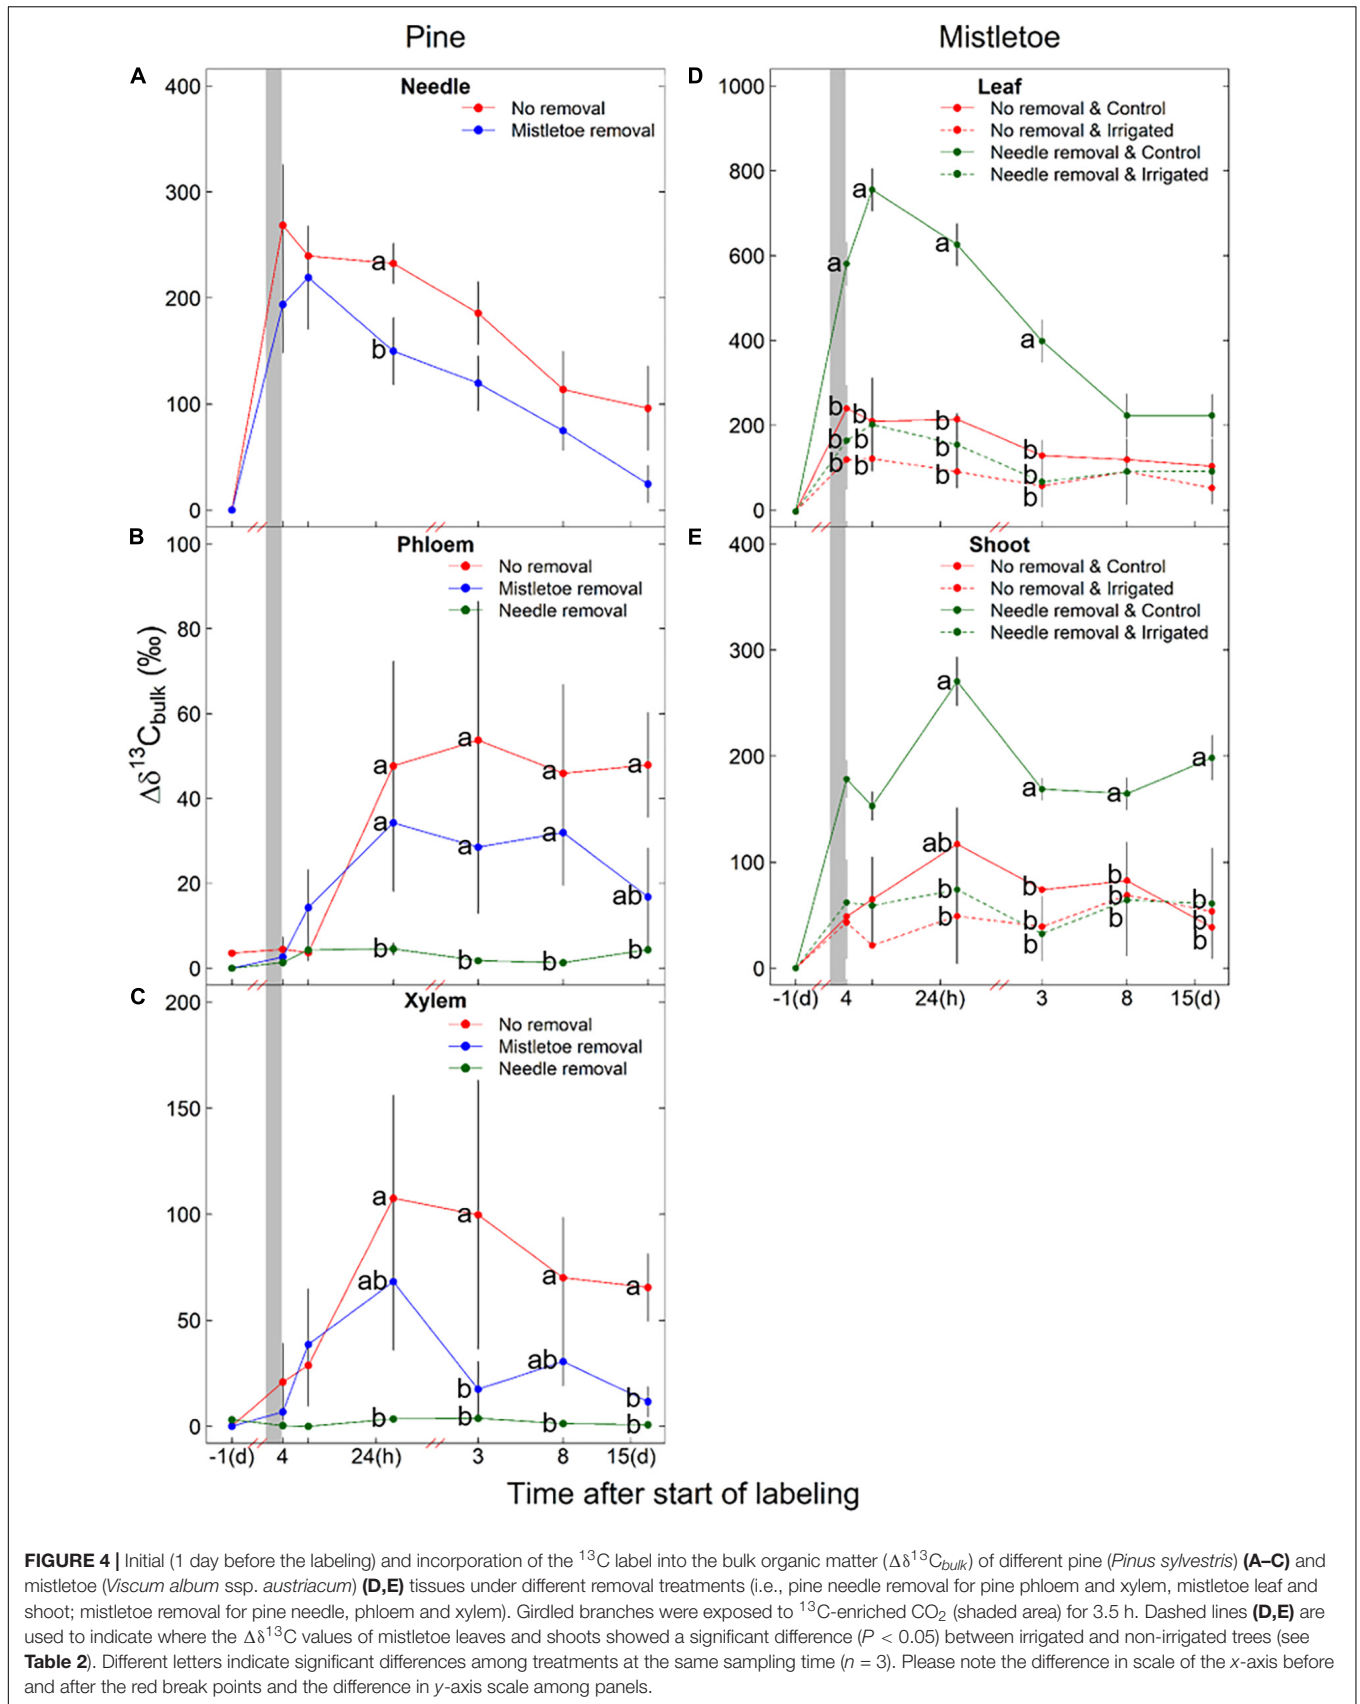 Pine
Mistletoe
A
Needle
No removal
Mistletoe removal
400
300
200
100
0
a
b
B
Phloem
No removal
Mistletoe removal
Needle removal
100
80
60
40
20
0
a
a
a
a
a
a
a
ab
b
b
b
b
Δδ¹³C_bulk (‰)
C
Xylem
No removal
Mistletoe removal
Needle removal
200
150
100
50
0
a
a
a
a
ab
b
ab
b
b
b
b
b
-1(d) 4 24(h) 3 8 15(d)
D
Leaf
No removal & Control
No removal & Irrigated
Needle removal & Control
Needle removal & Irrigated
1000
800
600
400
200
0
a
a
a
a
b b b b
b b b b
b b b b
E
Shoot
No removal & Control
No removal & Irrigated
Needle removal & Control
Needle removal & Irrigated
400
300
200
100
0
a
a
a
a
ab b b b
b b b b
b b
-1(d) 4 24(h) 3 8 15(d)
Time after start of labeling
FIGURE 4 | Initial (1 day before the labeling) and incorporation of the ¹³C label into the bulk organic matter (Δδ¹³C_bulk) of different pine (Pinus sylvestris) (A–C) and
mistletoe (Viscum album ssp. austriacum) (D,E) tissues under different removal treatments (i.e., pine needle removal for pine phloem and xylem, mistletoe leaf and
shoot; mistletoe removal for pine needle, phloem and xylem). Girdled branches were exposed to ¹³C-enriched CO₂ (shaded area) for 3.5 h. Dashed lines (D,E) are
used to indicate where the Δδ¹³C values of mistletoe leaves and shoots showed a significant difference (P < 0.05) between irrigated and non-irrigated trees (see
Table 2). Different letters indicate significant differences among treatments at the same sampling time (n = 3). Please note the difference in scale of the x-axis before
and after the red break points and the difference in y-axis scale among panels.